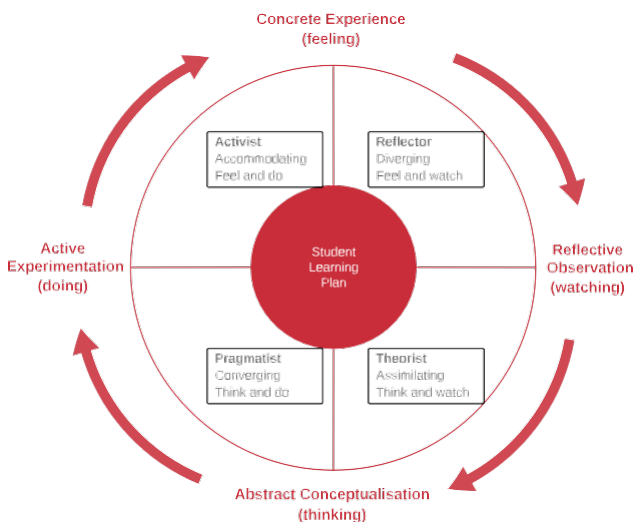 Concrete Experience
(feeling)
Activist
Accommodating
Feel and do
Reflector
Diverging
Feel and watch
Active
Experimentation
(doing)
Student
Learning
Plan
Reflective
Observation
(watching)
Pragmatist
Converging
Think and do
Theorist
Assimilating
Think and watch
Abstract Conceptualisation
(thinking)